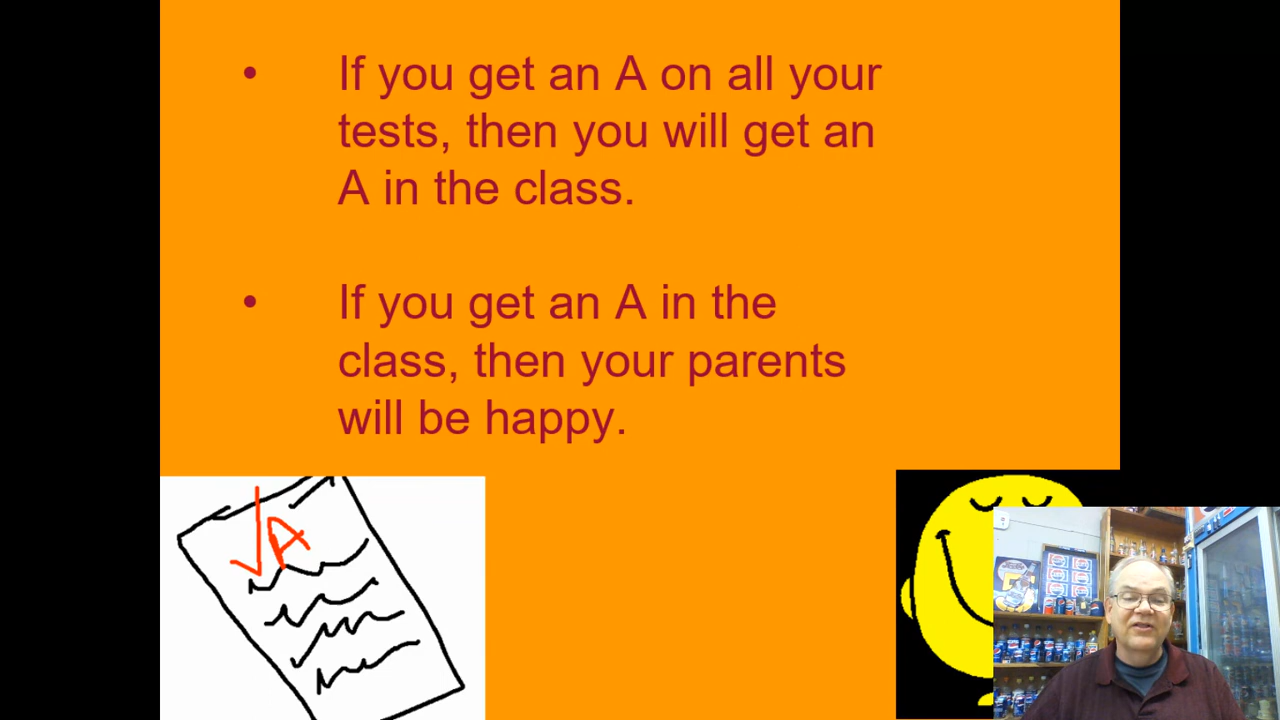 • If you get an A on all your
tests, then you will get an
A in the class.
• If you get an A in the
class, then your parents
will be happy.
A